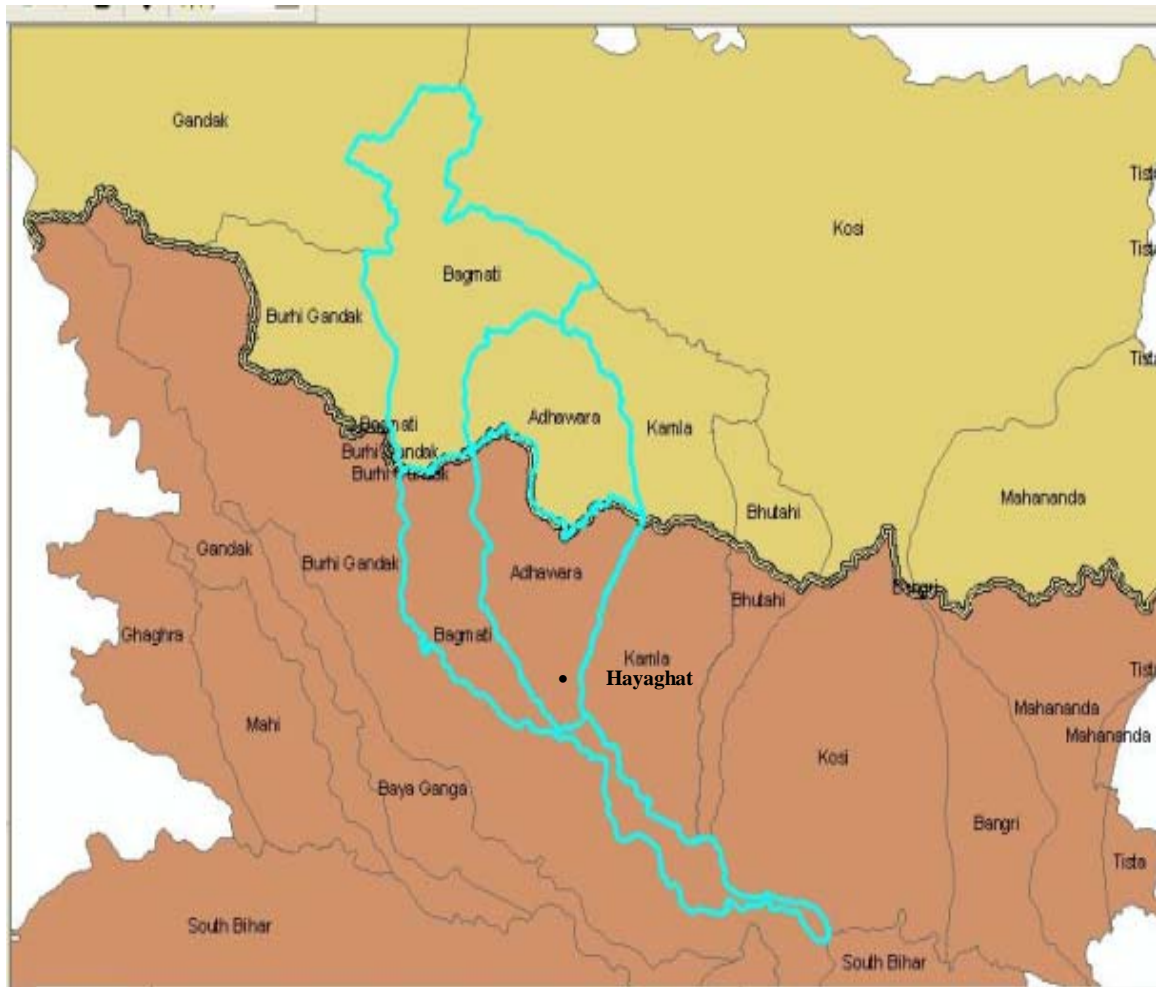 Gandak
Tista
Kosi
Tista
Bagmati
Burhi Gandak
Tista
Adhawara
Bagmati
Kamla
Burhi Gandak
Burhi Gandak
Mahananda
Bhutahi
Gandak
Burhi Gandak
Adhawara
Bangri
Bhutahi
Ghaghra
Bagmati
Kamla
Tista
Hayaghat
Mahananda
Mahi
Mahananda
Kosi
Baya Ganga
Bangri
Tista
South Bihar
South Bihar